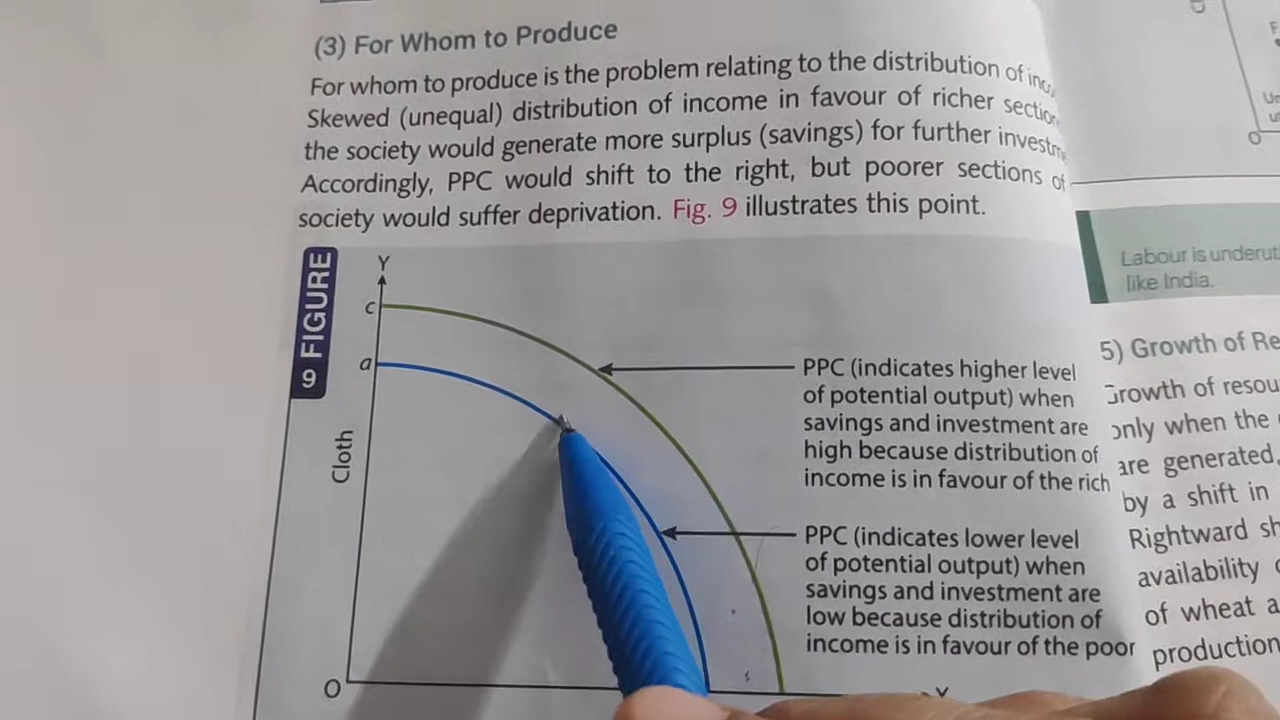 (3) For Whom to Produce
For whom to produce is the problem relating to the distribution of
Skewed (unequal) distribution of income in favour of richer
the society would generate more surplus (savings) for further
Accordingly, PPC would shift to the right, but poorer sections of
society would suffer deprivation. Fig. 9 illustrates this point.
9 FIGURE
Y
c
a
Cloth
O
PPC (indicates higher level
of potential output) when
savings and investment are
high because distribution of
income is in favour of the rich
PPC (indicates lower level
of potential output) when
savings and investment are
low because distribution of
income is in favour of the poor
O
Labour is
like India.
5) Growth of
of
only when the
are generated,
by a shift in
Rightward
availability
of wheat
production